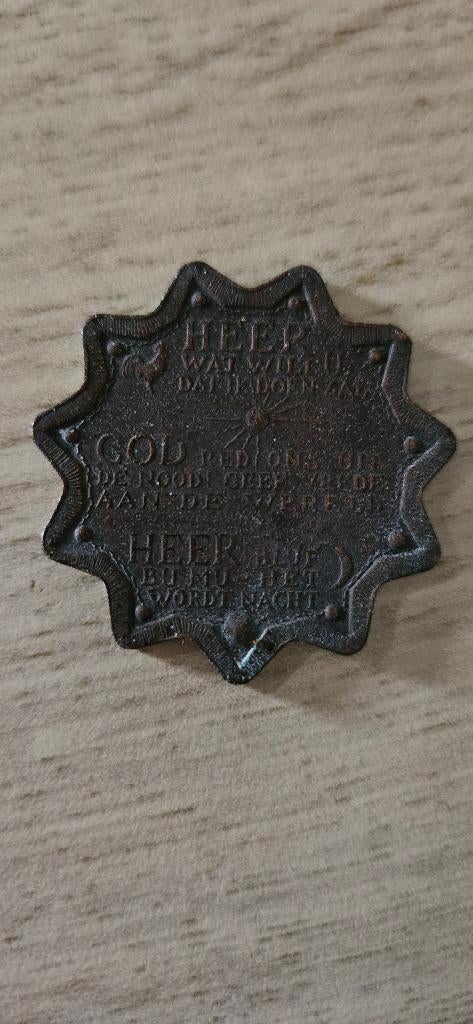 HEER
WAT WILT U
DAT IK DOEN ZAL
GOD RED ONS UIT
DE NOOD! GEEF VREDE
AAN DE WERELD
HEER BLIJF
BIJ MIJ - HET
WORDT NACHT